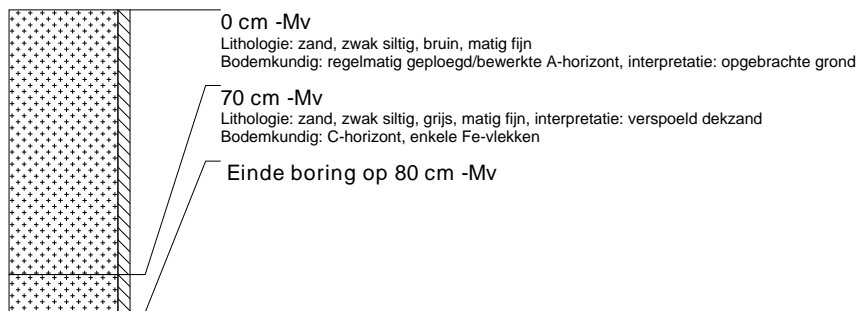 0 cm -Mv
Lithologie: zand, zwak siltig, bruin, matig fijn
Bodemkundig: regelmatig geploegd/bewerkte A-horizont, interpretatie: opgebrachte grond
70 cm -Mv
Lithologie: zand, zwak siltig, grijs, matig fijn, interpretatie: verspoeld dekzand
Bodemkundig: C-horizont, enkele Fe-vlekken
Einde boring op 80 cm -Mv